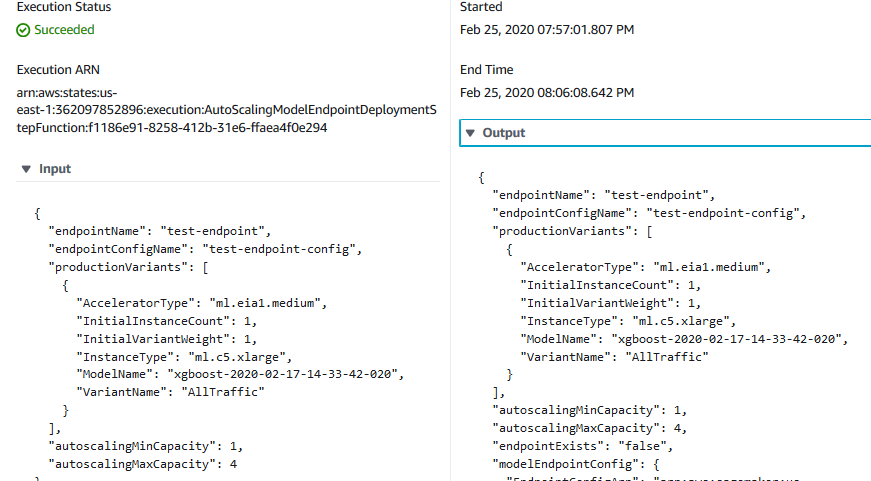 Execution Status
Succeeded
Execution ARN
arn:aws:states:us-
east-1:362097852896:execution:AutoScalingModelEndpointDeploymentS
tepFunction:f1186e91-8258-412b-31e6-ffaea4f0e294
Input
{
"endpointName": "test-endpoint",
"endpointConfigName": "test-endpoint-config",
"productionVariants": [
{
"AcceleratorType": "ml.eia1.medium",
"InitialInstanceCount": 1,
"InitialVariantWeight": 1,
"InstanceType": "ml.c5.xlarge",
"ModelName": "xgboost-2020-02-17-14-33-42-020",
"VariantName": "AllTraffic"
}
],
"autoscalingMinCapacity": 1,
"autoscalingMaxCapacity": 4
Started
Feb 25, 2020 07:57:01.807 PM
End Time
Feb 25, 2020 08:06:08.642 PM
Output
{
"endpointName": "test-endpoint",
"endpointConfigName": "test-endpoint-config",
"productionVariants": [
{
"AcceleratorType": "ml.eia1.medium",
"InitialInstanceCount": 1,
"InitialVariantWeight": 1,
"InstanceType": "ml.c5.xlarge",
"ModelName": "xgboost-2020-02-17-14-33-42-020",
"VariantName": "AllTraffic"
}
],
"autoscalingMinCapacity": 1,
"autoscalingMaxCapacity": 4,
"endpointExists": "false",
"modelEndpointConfig": {